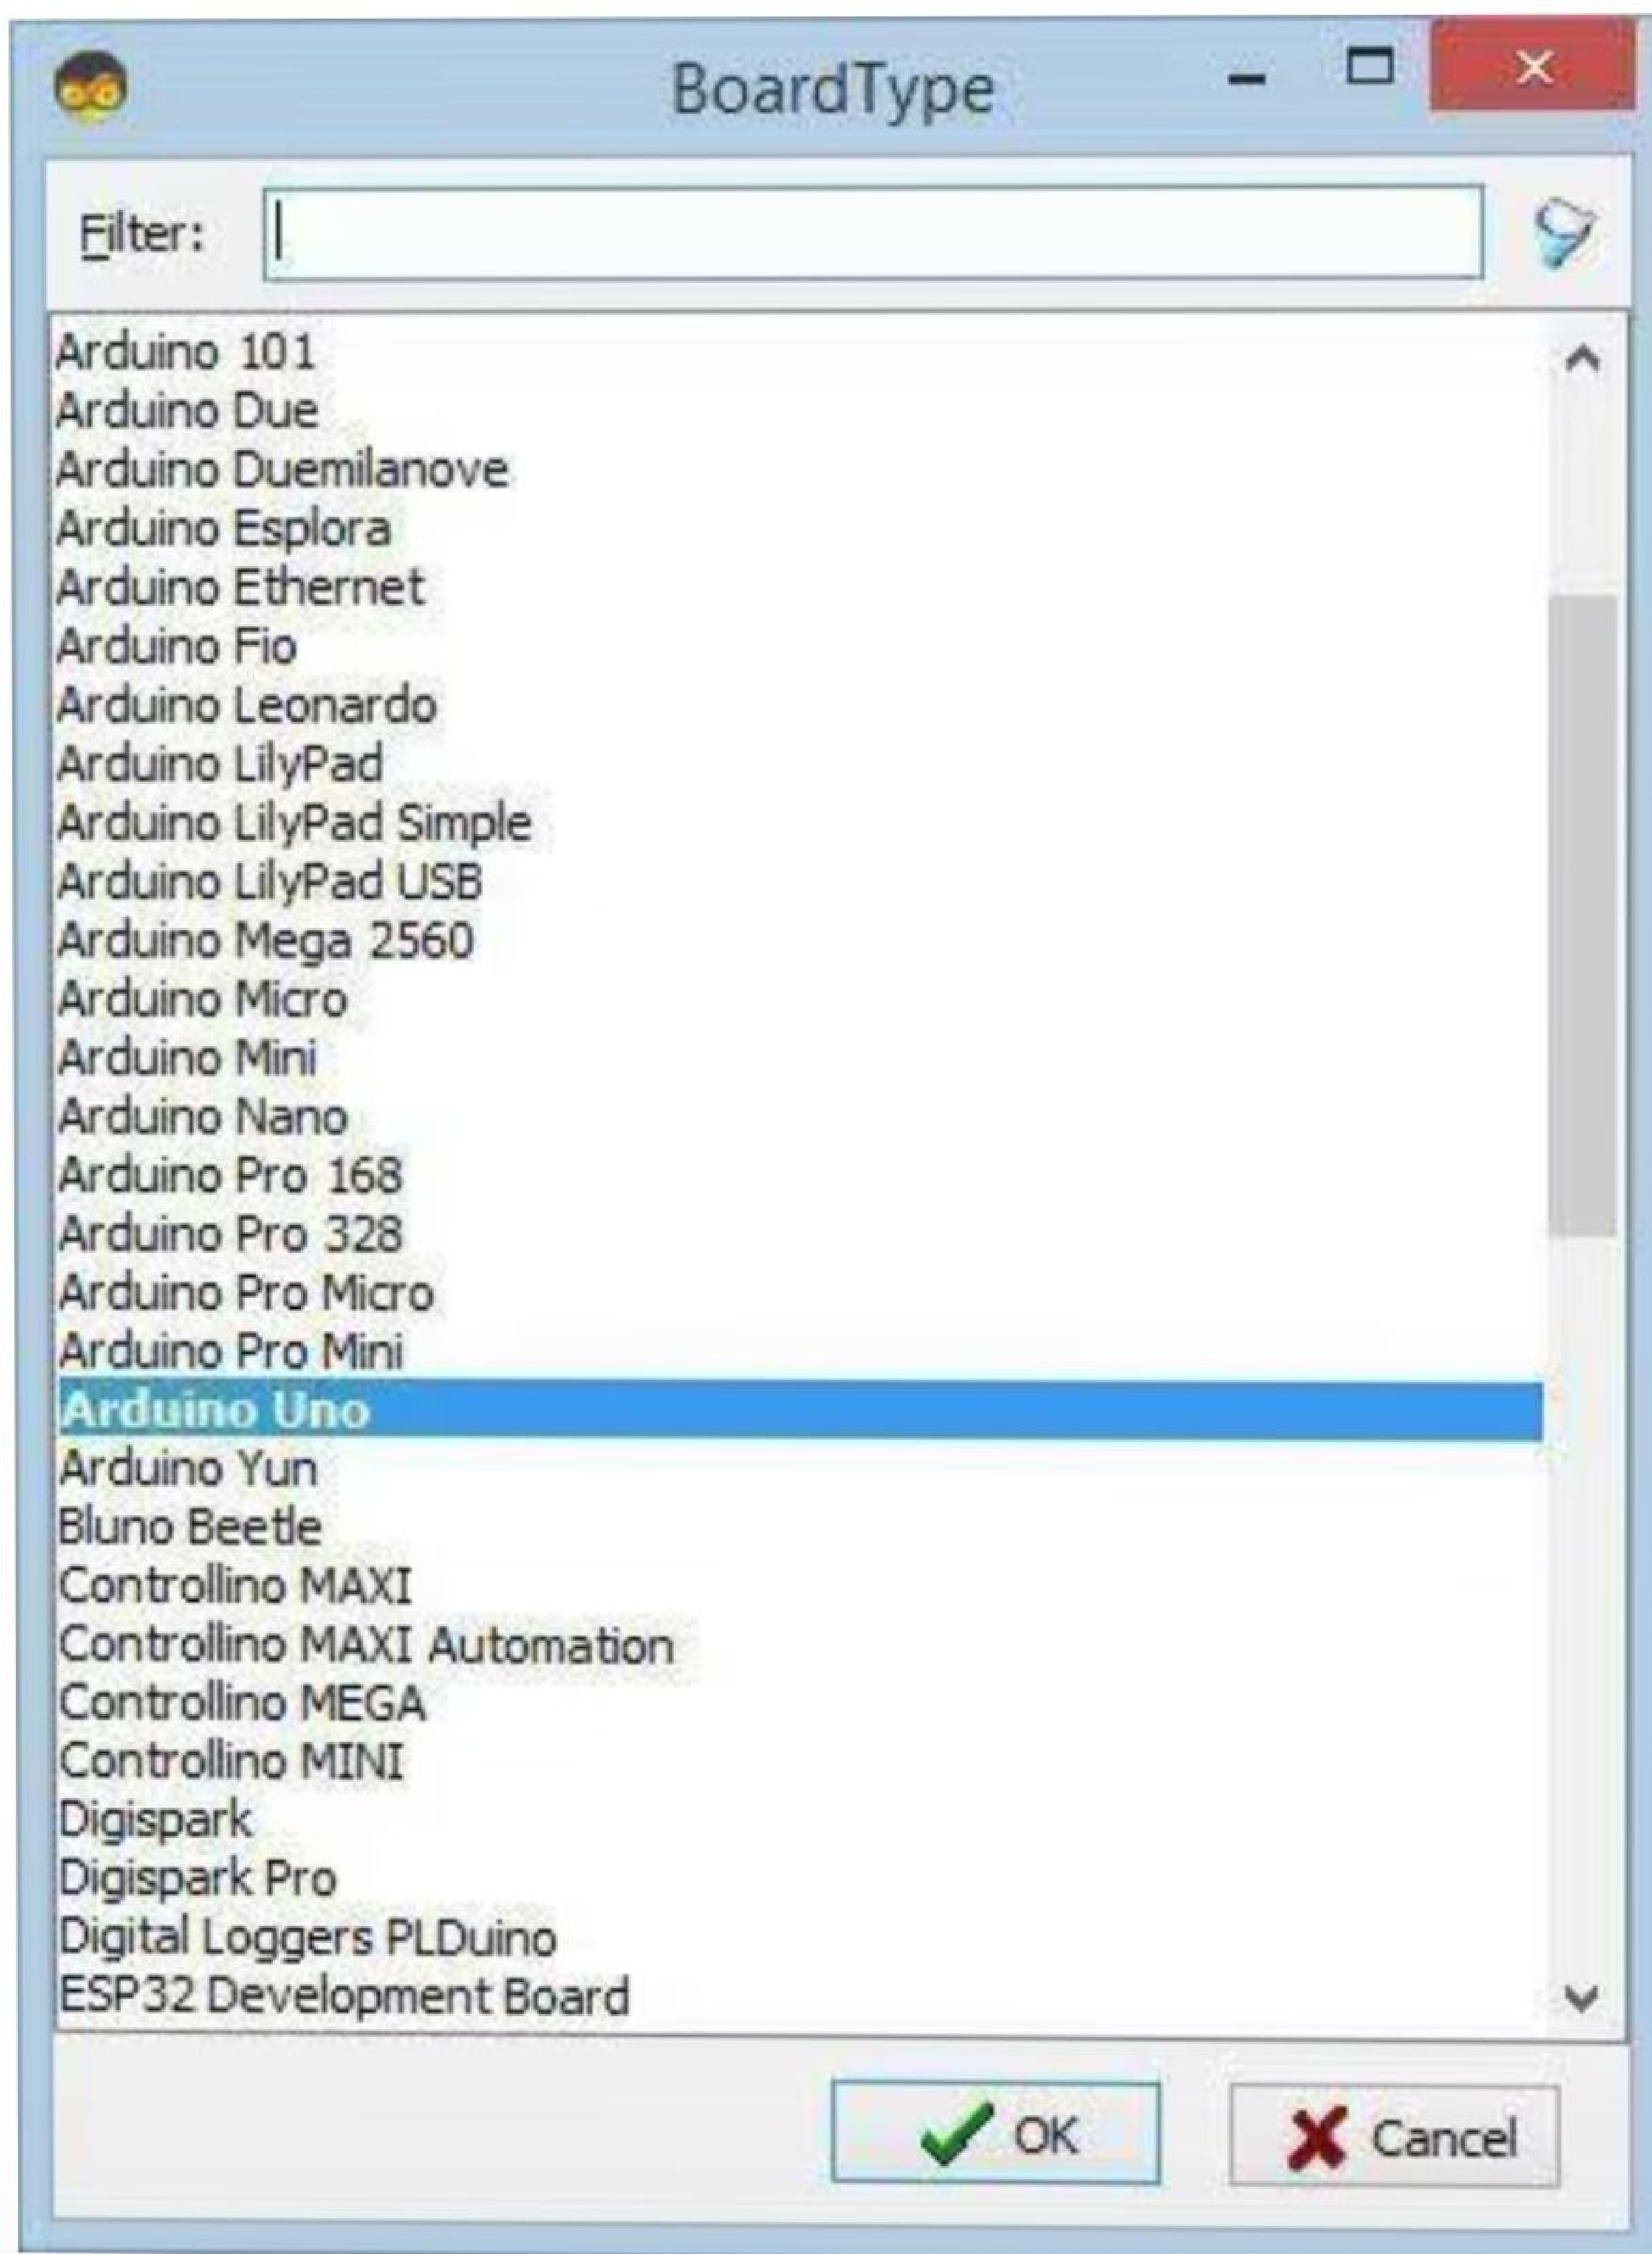 BoardType
Filter:
Arduino 101
Arduino Due
Arduino Duemilanove
Arduino Esplora
Arduino Ethernet
Arduino Fio
Arduino Leonardo
Arduino LilyPad
Arduino LilyPad Simple
Arduino LilyPad USB
Arduino Mega 2560
Arduino Micro
Arduino Mini
Arduino Nano
Arduino Pro 168
Arduino Pro 328
Arduino Pro Micro
Arduino Pro Mini
Arduino Uno
Arduino Yun
Bluno Beetle
Controllino MAXI
Controllino MAXI Automation
Controllino MEGA
Controllino MINI
Digispark
Digispark Pro
Digital Loggers PLDuino
ESP32 Development Board
OK Cancel